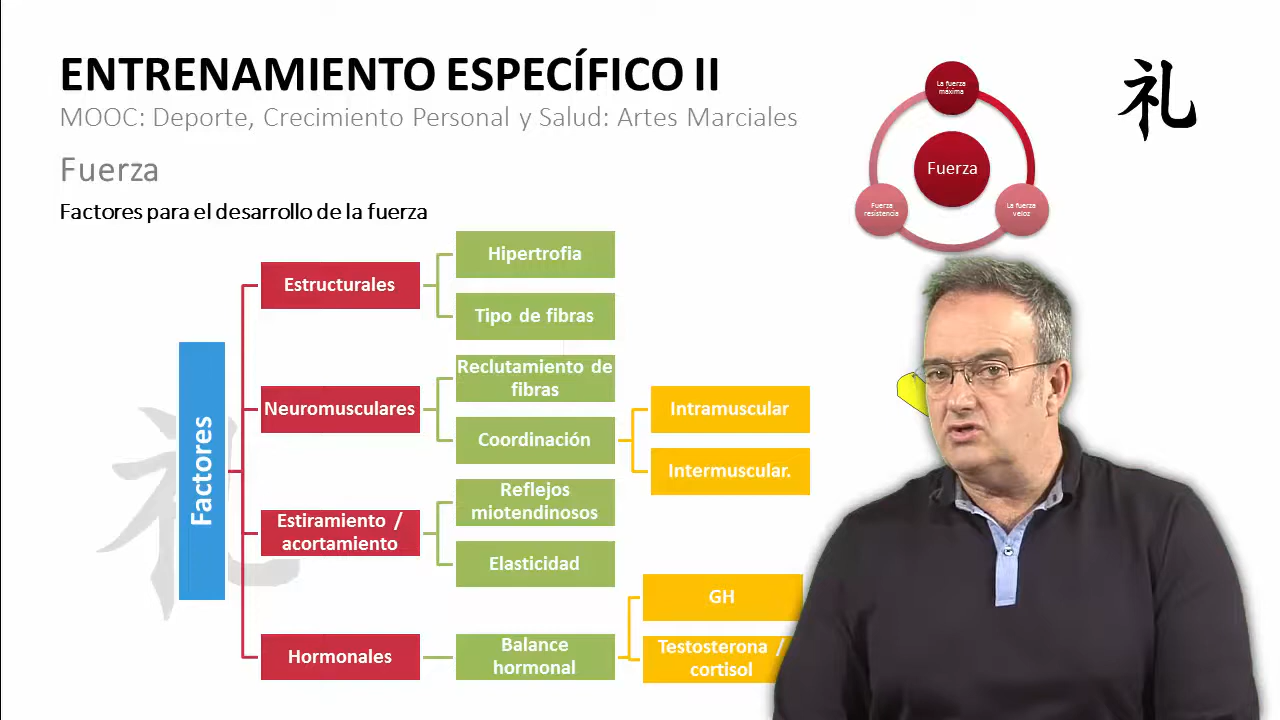 ENTRENAMIENTO ESPECÍFICO II
MOOC: Deporte, Crecimiento Personal y Salud: Artes Marciales
礼
Fuerza
Factores para el desarrollo de la fuerza
La fuerza
máxima
Fuerza
Fuerza
resistencia
La fuerza
veloz
Factores
Estructurales
Hipertrofia
Tipo de fibras
Neuromusculares
Reclutamiento de
fibras
Coordinación
Intramuscular
Intermuscular.
Estiramiento /
acortamiento
Reflejos
miotendinosos
Elasticidad
Hormonales
Balance
hormonal
GH
Testosterona /
cortisol
礼